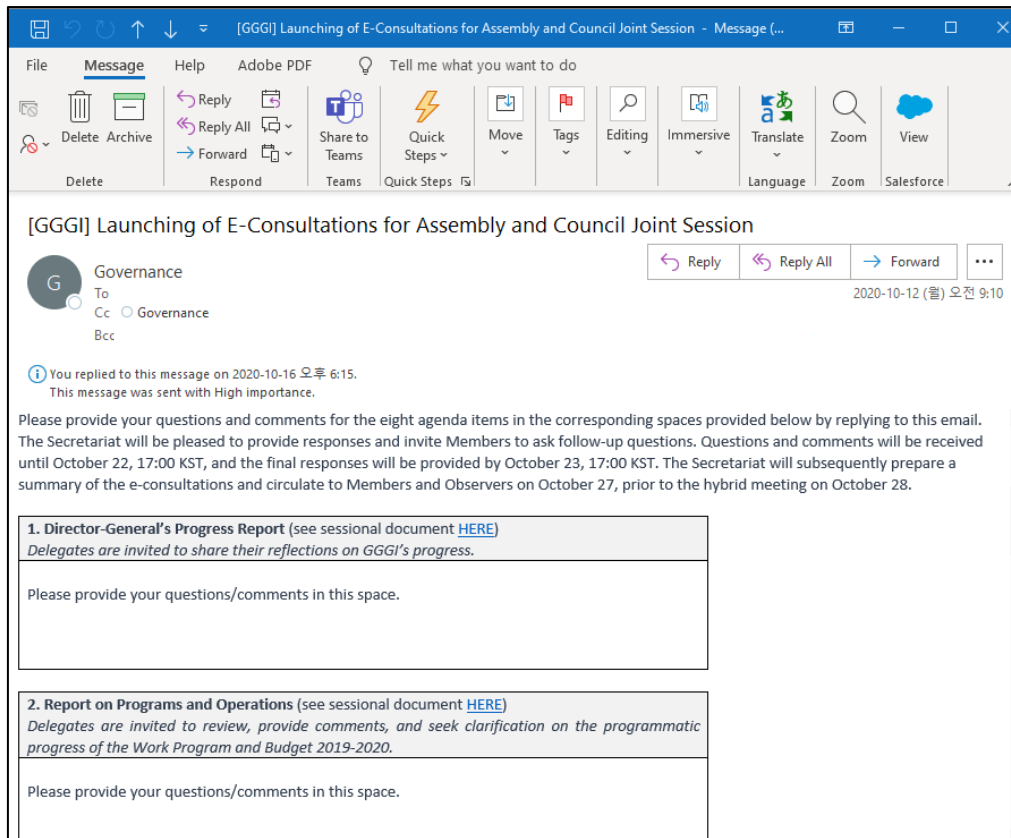 [GGGI] Launching of E-Consultations for Assembly and Council Joint Session - Message (...
File Message Help Adobe PDF Tell me what you want to do
Delete Archive
Reply
Reply All
Forward
Share to Teams
Quick Steps
Move
Tags
Editing
Immersive
Translate
Zoom
View
Delete Respond Teams Quick Steps Language Zoom Salesforce
[GGGI] Launching of E-Consultations for Assembly and Council Joint Session
G
Governance
To
Cc Governance
Bcc
Reply Reply All Forward ...
2020-10-12 (월) 오전 9:10
You replied to this message on 2020-10-16 오후 6:15.
This message was sent with High importance.
Please provide your questions and comments for the eight agenda items in the corresponding spaces provided below by replying to this email.
The Secretariat will be pleased to provide responses and invite Members to ask follow-up questions. Questions and comments will be received
until October 22, 17:00 KST, and the final responses will be provided by October 23, 17:00 KST. The Secretariat will subsequently prepare a
summary of the e-consultations and circulate to Members and Observers on October 27, prior to the hybrid meeting on October 28.
1. Director-General's Progress Report (see sessional document HERE)
Delegates are invited to share their reflections on GGGI's progress.
Please provide your questions/comments in this space.
2. Report on Programs and Operations (see sessional document HERE)
Delegates are invited to review, provide comments, and seek clarification on the programmatic
progress of the Work Program and Budget 2019-2020.
Please provide your questions/comments in this space.